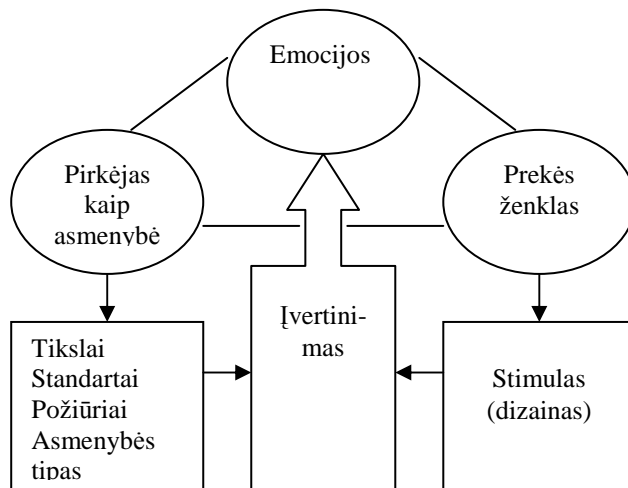 Emocijos
Pirkėjas
kaip
asmenybė
Prekės
ženklas
Tikslai
Standartai
Požiūriai
Asmenybės
tipas
Įvertini-
mas
Stimulas
(dizainas)